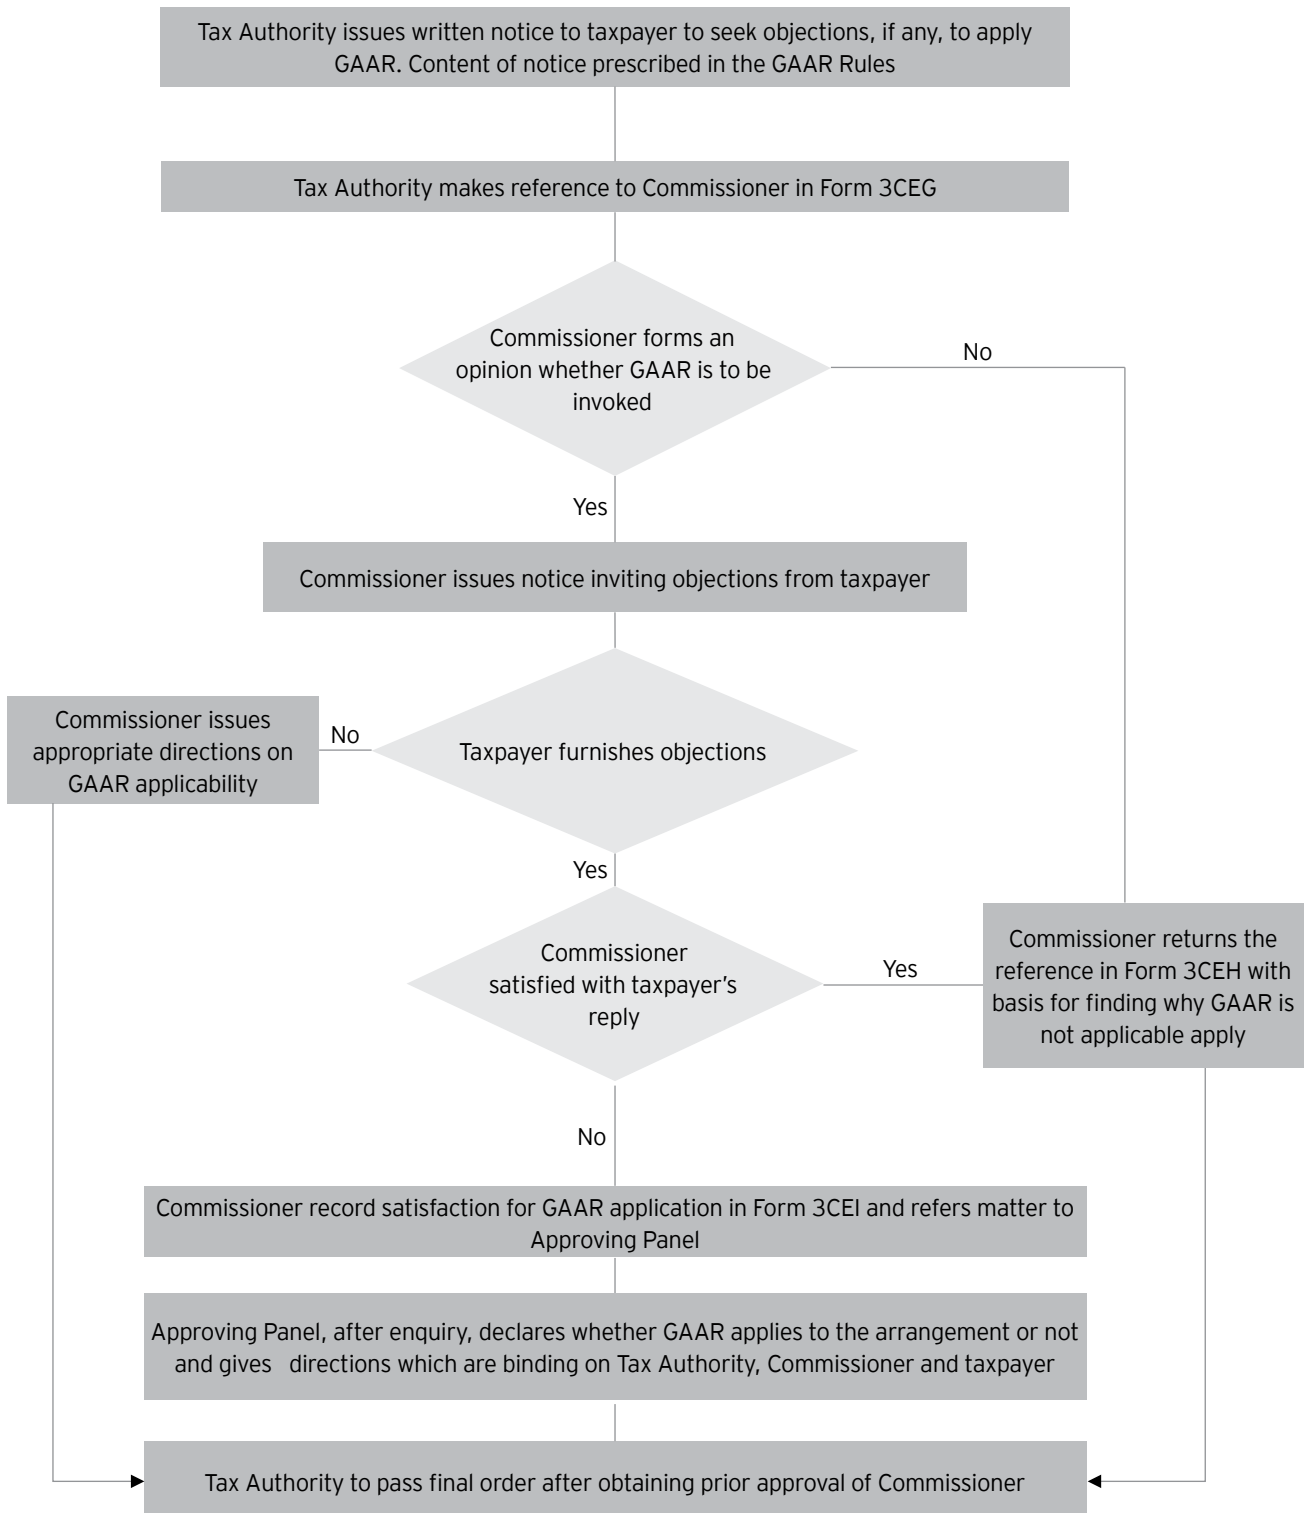 Tax Authority issues written notice to taxpayer to seek objections, if any, to apply
GAAR. Content of notice prescribed in the GAAR Rules
Tax Authority makes reference to Commissioner in Form 3CEG
Commissioner forms an
opinion whether GAAR is to be
invoked
No
Yes
Commissioner issues notice inviting objections from taxpayer
Commissioner issues
appropriate directions on
GAAR applicability
No
Taxpayer furnishes objections
Yes
Commissioner
satisfied with taxpayer's
reply
Yes
Commissioner returns the
reference in Form 3CEH with
basis for finding why GAAR is
not applicable apply
No
Commissioner record satisfaction for GAAR application in Form 3CEI and refers matter to
Approving Panel
Approving Panel, after enquiry, declares whether GAAR applies to the arrangement or not
and gives directions which are binding on Tax Authority, Commissioner and taxpayer
Tax Authority to pass final order after obtaining prior approval of Commissioner